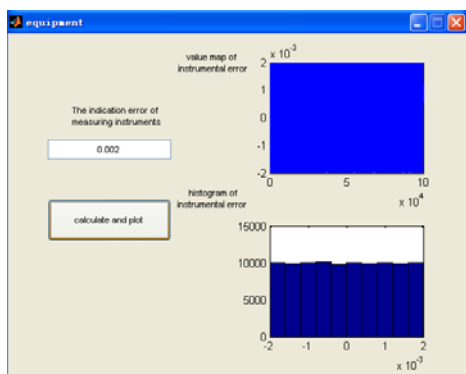 equipment
value map of
instrumental error
The indication error of
measuring instruments
0.002
calculate and plot
x 10^-3
2
1
0
-1
-2
0 5 10
x 10^4
histogram of
instrumental error
15000
10000
5000
0
-2 -1 0 1 2
x 10^-3